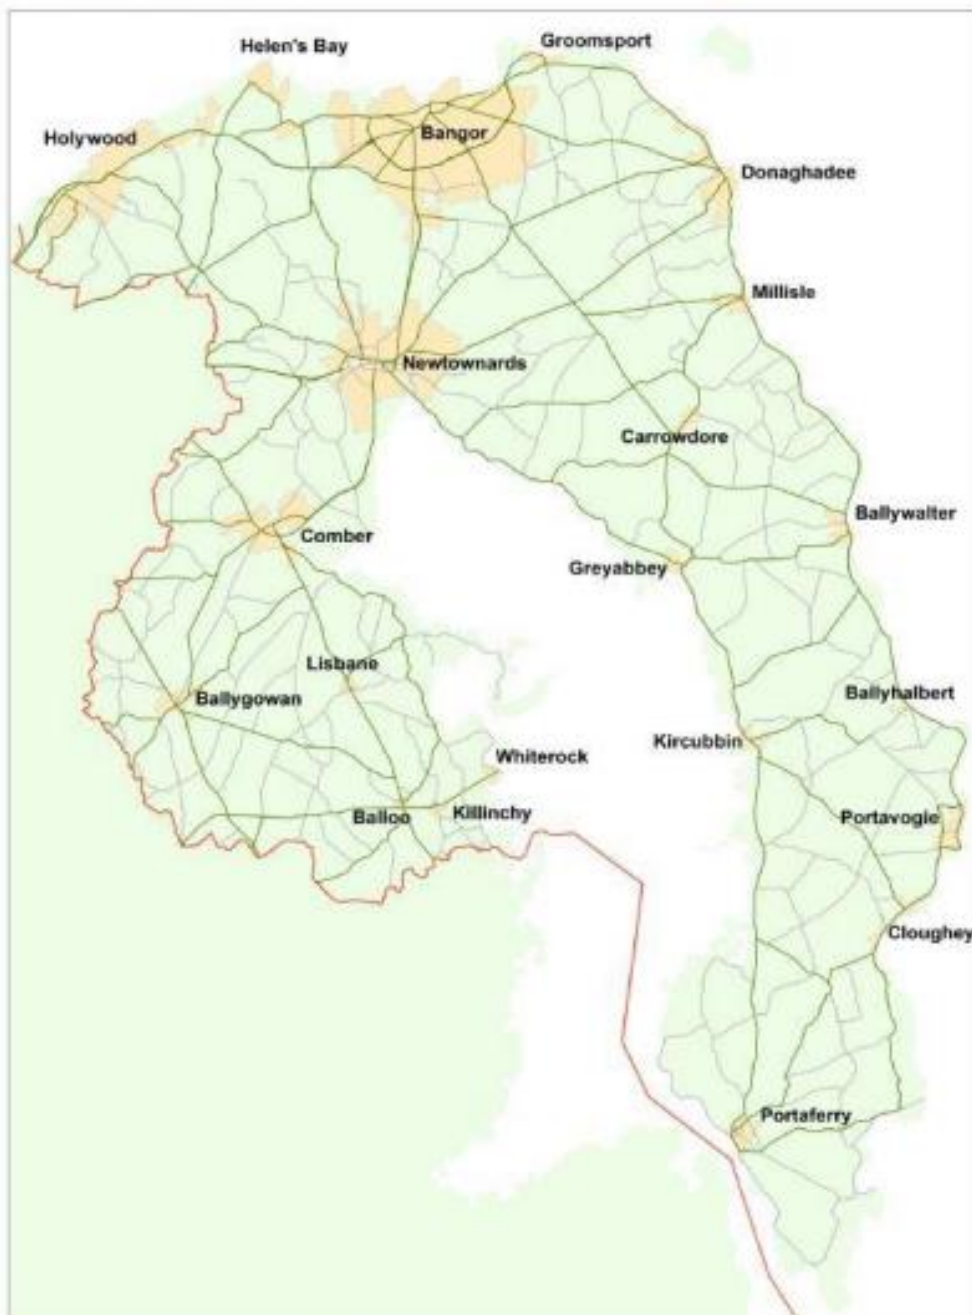 Groomsport
Helen's Bay
Bangor
Holywood
Donaghadee
Millisle
Newtownards
Carrowdore
Ballywalter
Comber
Greyabbey
Lisbane
Ballyhalbert
Ballygowan
Kircubbin
Whiterock
Killinchy
Balloo
Portavogie
Cloughey
Portaferry